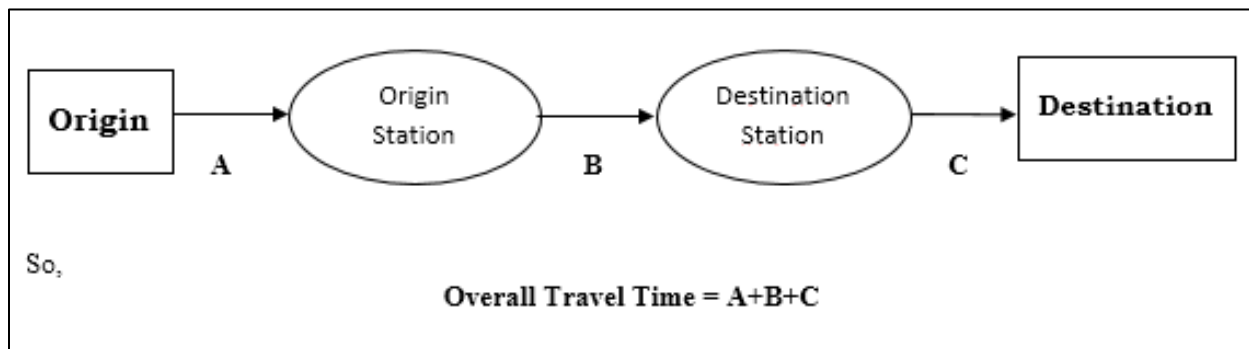 Origin
Origin
Station
Destination
Station
Destination
A
B
C
So,
Overall Travel Time = A+B+C